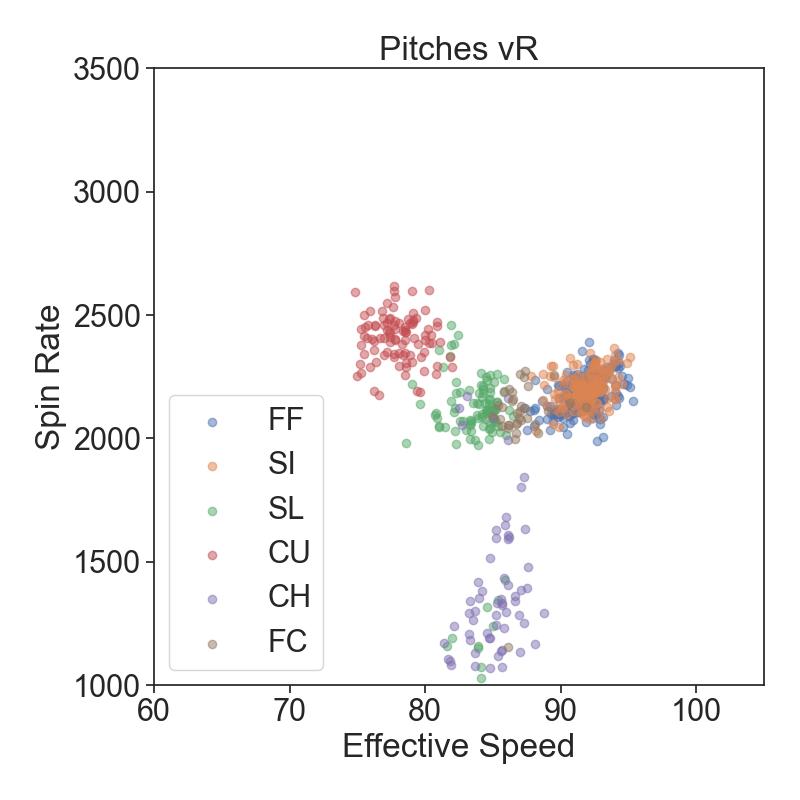 Pitches vR
3500
3000
2500
2000
1500
1000
Spin Rate
FF
SI
SL
CU
CH
FC
60 70 80 90 100
Effective Speed